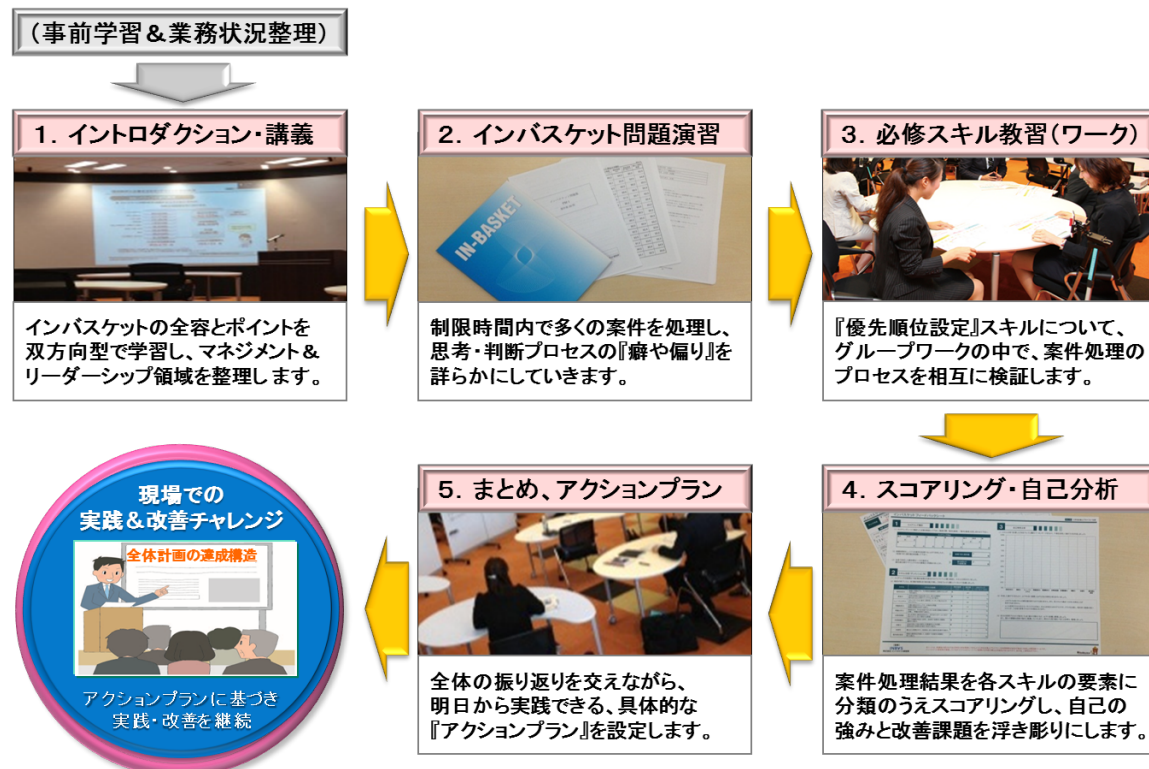 （事前学習＆業務状況整理）
１．イントロダクション・講義
インバスケットの全容とポイントを
双方向型で学習し、マネジメント＆
リーダーシップ領域を整理します。
２．インバスケット問題演習
IN-BASKET
制限時間内で多くの案件を処理し、
思考・判断プロセスの『癖や偏り』を
詳らかにしていきます。
３．必修スキル教習（ワーク）
『優先順位設定』スキルについて、
グループワークの中で、案件処理の
プロセスを相互に検証します。
４．スコアリング・自己分析
案件処理結果を各スキルの要素に
分類のうえスコアリングし、自己の
強みと改善課題を浮き彫りにします。
５．まとめ、アクションプラン
全体の振り返りを交えながら、
明日から実践できる、具体的な
『アクションプラン』を設定します。
現場での
実践＆改善チャレンジ
全体計画の達成構造
アクションプランに基づき
実践・改善を継続